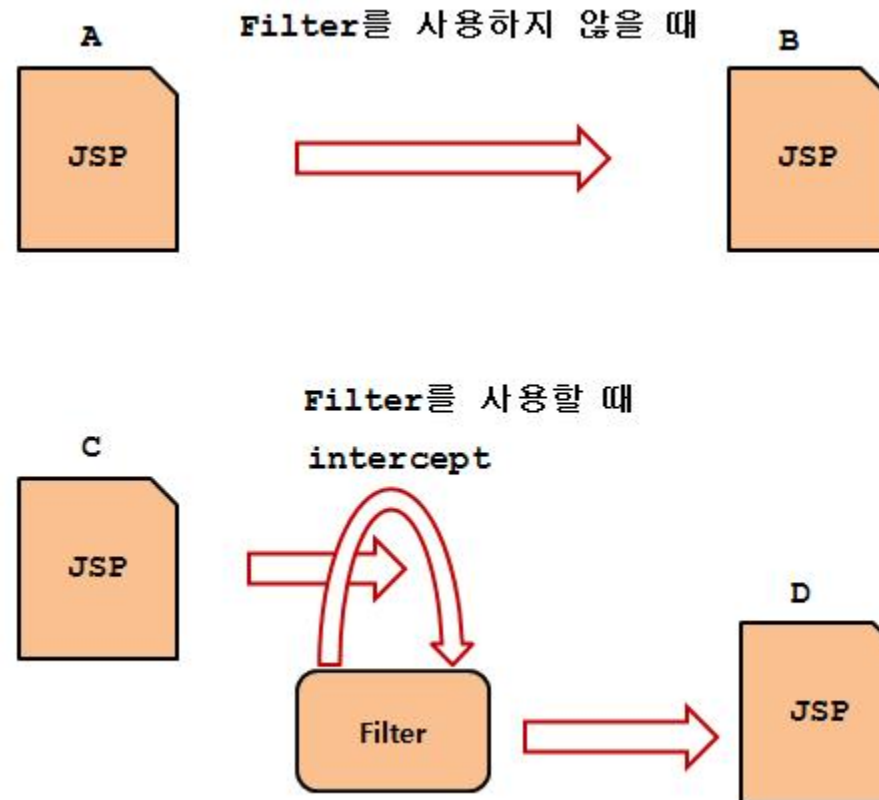 Filter를 사용하지 않을 때
A
B
JSP
JSP
Filter를 사용할 때
C
intercept
JSP
D
JSP
Filter